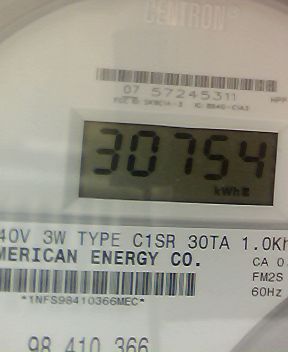 CENTRON®
07 57245311
30754
kWh
40V 3W TYPE C1SR 30TA 1.0Kh
MERICAN ENERGY CO.
CA 0.
FM2S
60Hz
*1NFS98410366MEC*
98 410 366